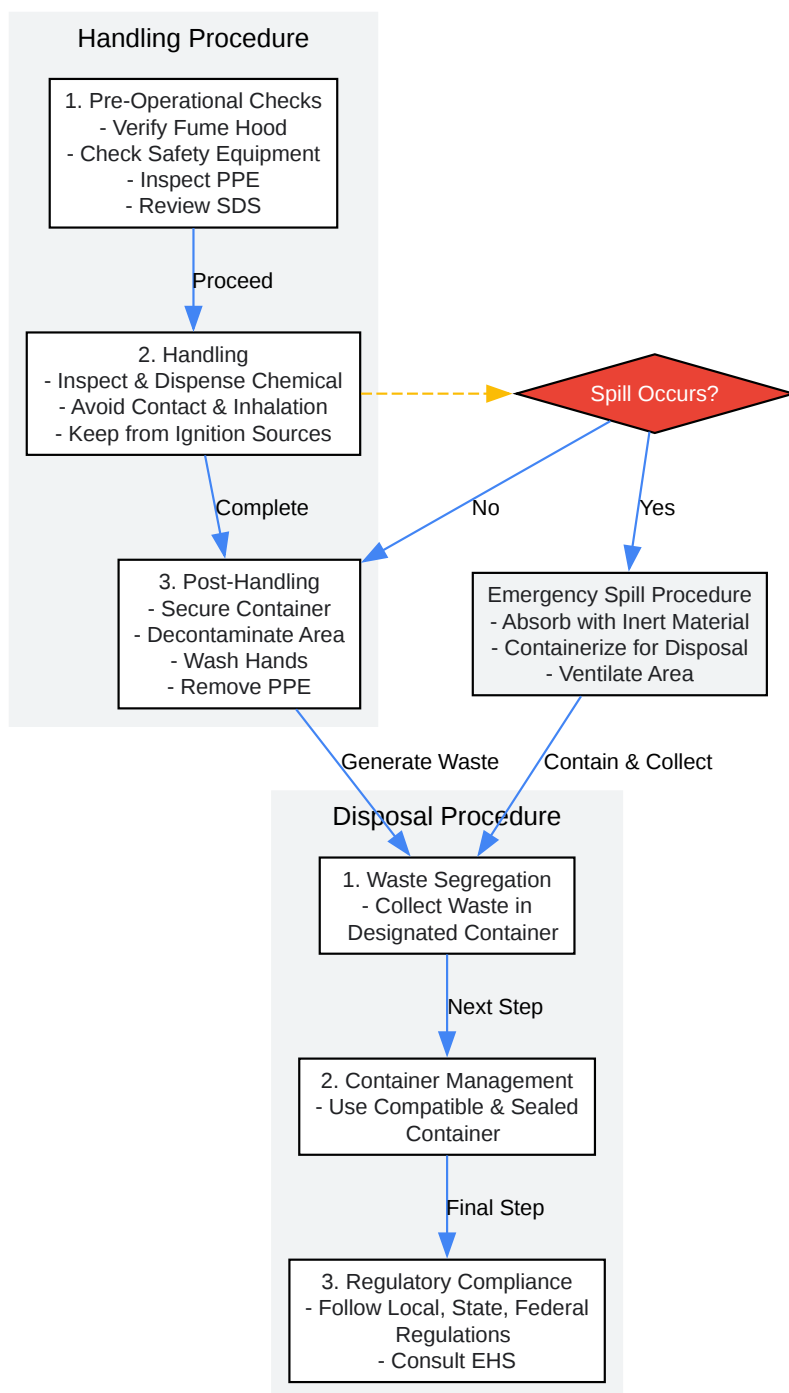 Handling Procedure
1. Pre-Operational Checks
- Verify Fume Hood
- Check Safety Equipment
- Inspect PPE
- Review SDS
Proceed
2. Handling
- Inspect & Dispense Chemical
- Avoid Contact & Inhalation
- Keep from Ignition Sources
Spill Occurs?
Complete
No
Yes
3. Post-Handling
- Secure Container
- Decontaminate Area
- Wash Hands
- Remove PPE
Emergency Spill Procedure
- Absorb with Inert Material
- Containerize for Disposal
- Ventilate Area
Generate Waste
Contain & Collect
Disposal Procedure
1. Waste Segregation
- Collect Waste in
Designated Container
Next Step
2. Container Management
- Use Compatible & Sealed
Container
Final Step
3. Regulatory Compliance
- Follow Local, State, Federal
Regulations
- Consult EHS